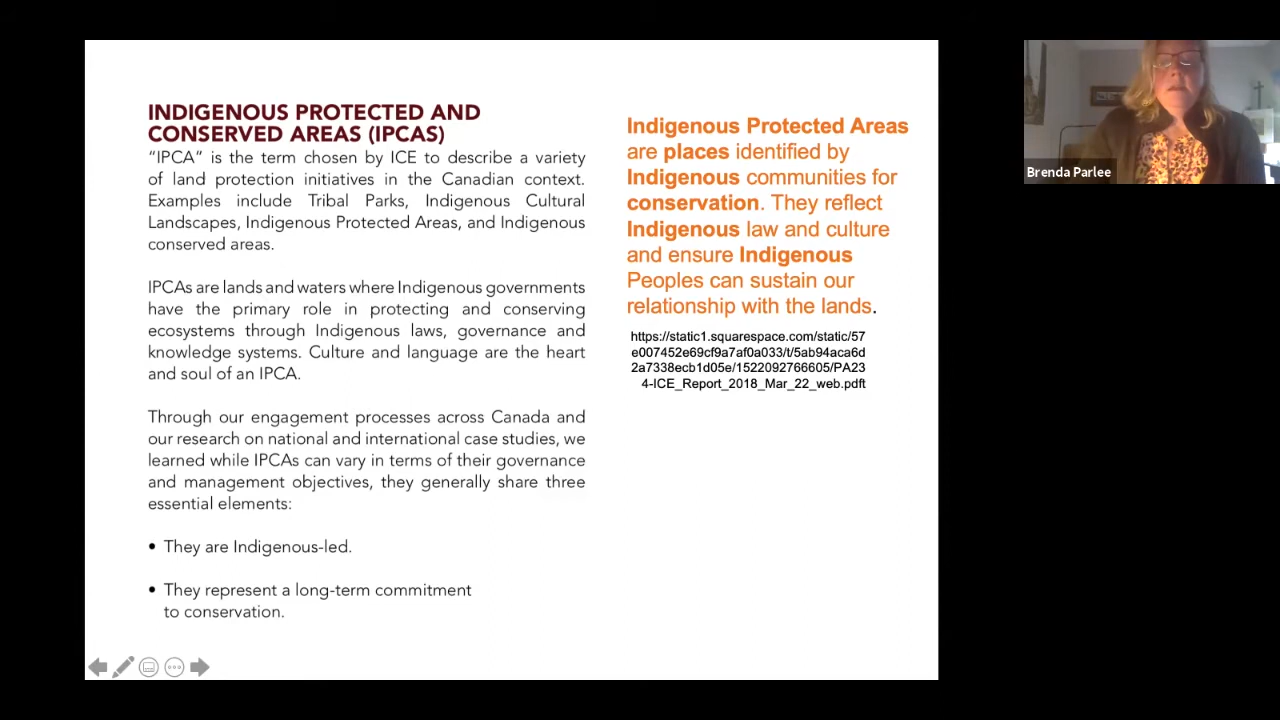 INDIGENOUS PROTECTED AND
CONSERVED AREAS (IPCAS)
“IPCA” is the term chosen by ICE to describe a variety
of land protection initiatives in the Canadian context.
Examples include Tribal Parks, Indigenous Cultural
Landscapes, Indigenous Protected Areas, and Indigenous
conserved areas.
IPCAs are lands and waters where Indigenous governments
have the primary role in protecting and conserving
ecosystems through Indigenous laws, governance and
knowledge systems. Culture and language are the heart
and soul of an IPCA.
Through our engagement processes across Canada and
our research on national and international case studies, we
learned while IPCAs can vary in terms of their governance
and management objectives, they generally share three
essential elements:
• They are Indigenous-led.
• They represent a long-term commitment
to conservation.
Indigenous Protected Areas
are places identified by
Indigenous communities for
conservation. They reflect
Indigenous law and culture
and ensure Indigenous
Peoples can sustain our
relationship with the lands.
https://static1.squarespace.com/static/57
e007452e69cf9a7af0a033/t/5ab94aca6d
2a7338ecb1d05e/1522092766605/PA23
4-ICE_Report_2018_Mar_22_web.pdft
Brenda Parlee